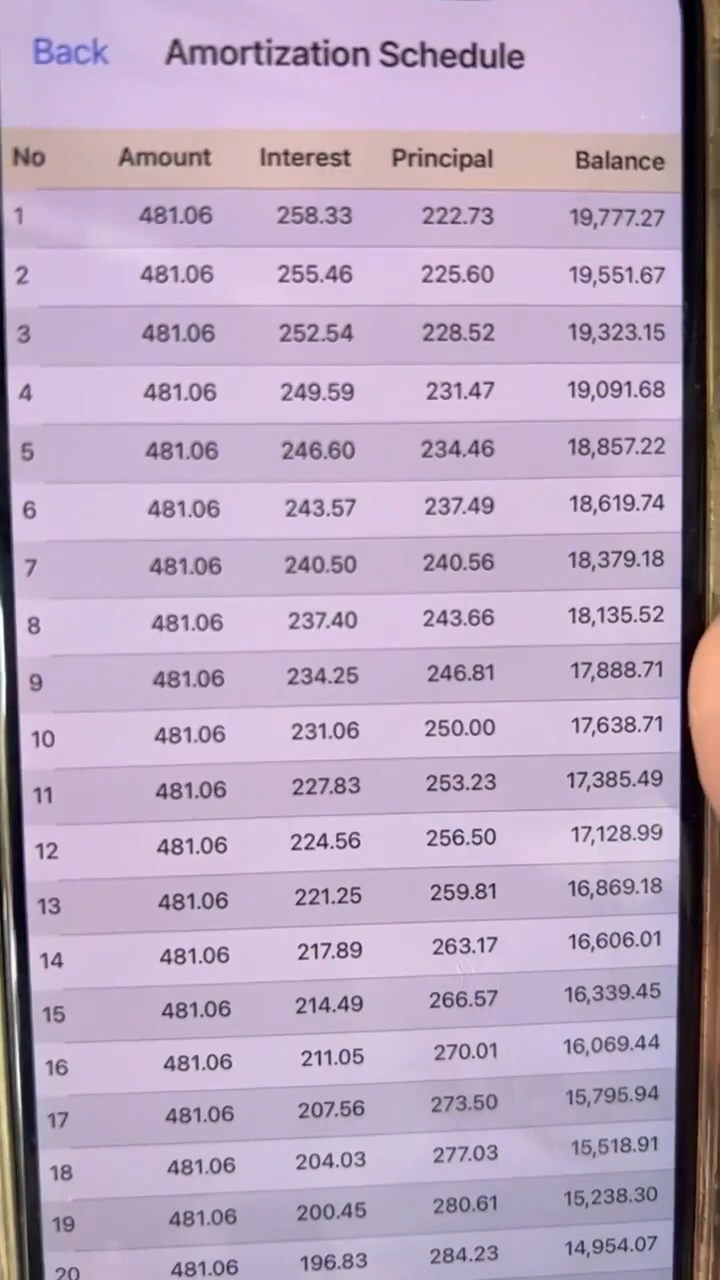 Back Amortization Schedule
No Amount Interest Principal Balance
1 481.06 258.33 222.73 19,777.27
2 481.06 255.46 225.60 19,551.67
3 481.06 252.54 228.52 19,323.15
4 481.06 249.59 231.47 19,091.68
5 481.06 246.60 234.46 18,857.22
6 481.06 243.57 237.49 18,619.74
7 481.06 240.50 240.56 18,379.18
8 481.06 237.40 243.66 18,135.52
9 481.06 234.25 246.81 17,888.71
10 481.06 231.06 250.00 17,638.71
11 481.06 227.83 253.23 17,385.49
12 481.06 224.56 256.50 17,128.99
13 481.06 221.25 259.81 16,869.18
14 481.06 217.89 263.17 16,606.01
15 481.06 214.49 266.57 16,339.45
16 481.06 211.05 270.01 16,069.44
17 481.06 207.56 273.50 15,795.94
18 481.06 204.03 277.03 15,518.91
19 481.06 200.45 280.61 15,238.30
20 481.06 196.83 284.23 14,954.07